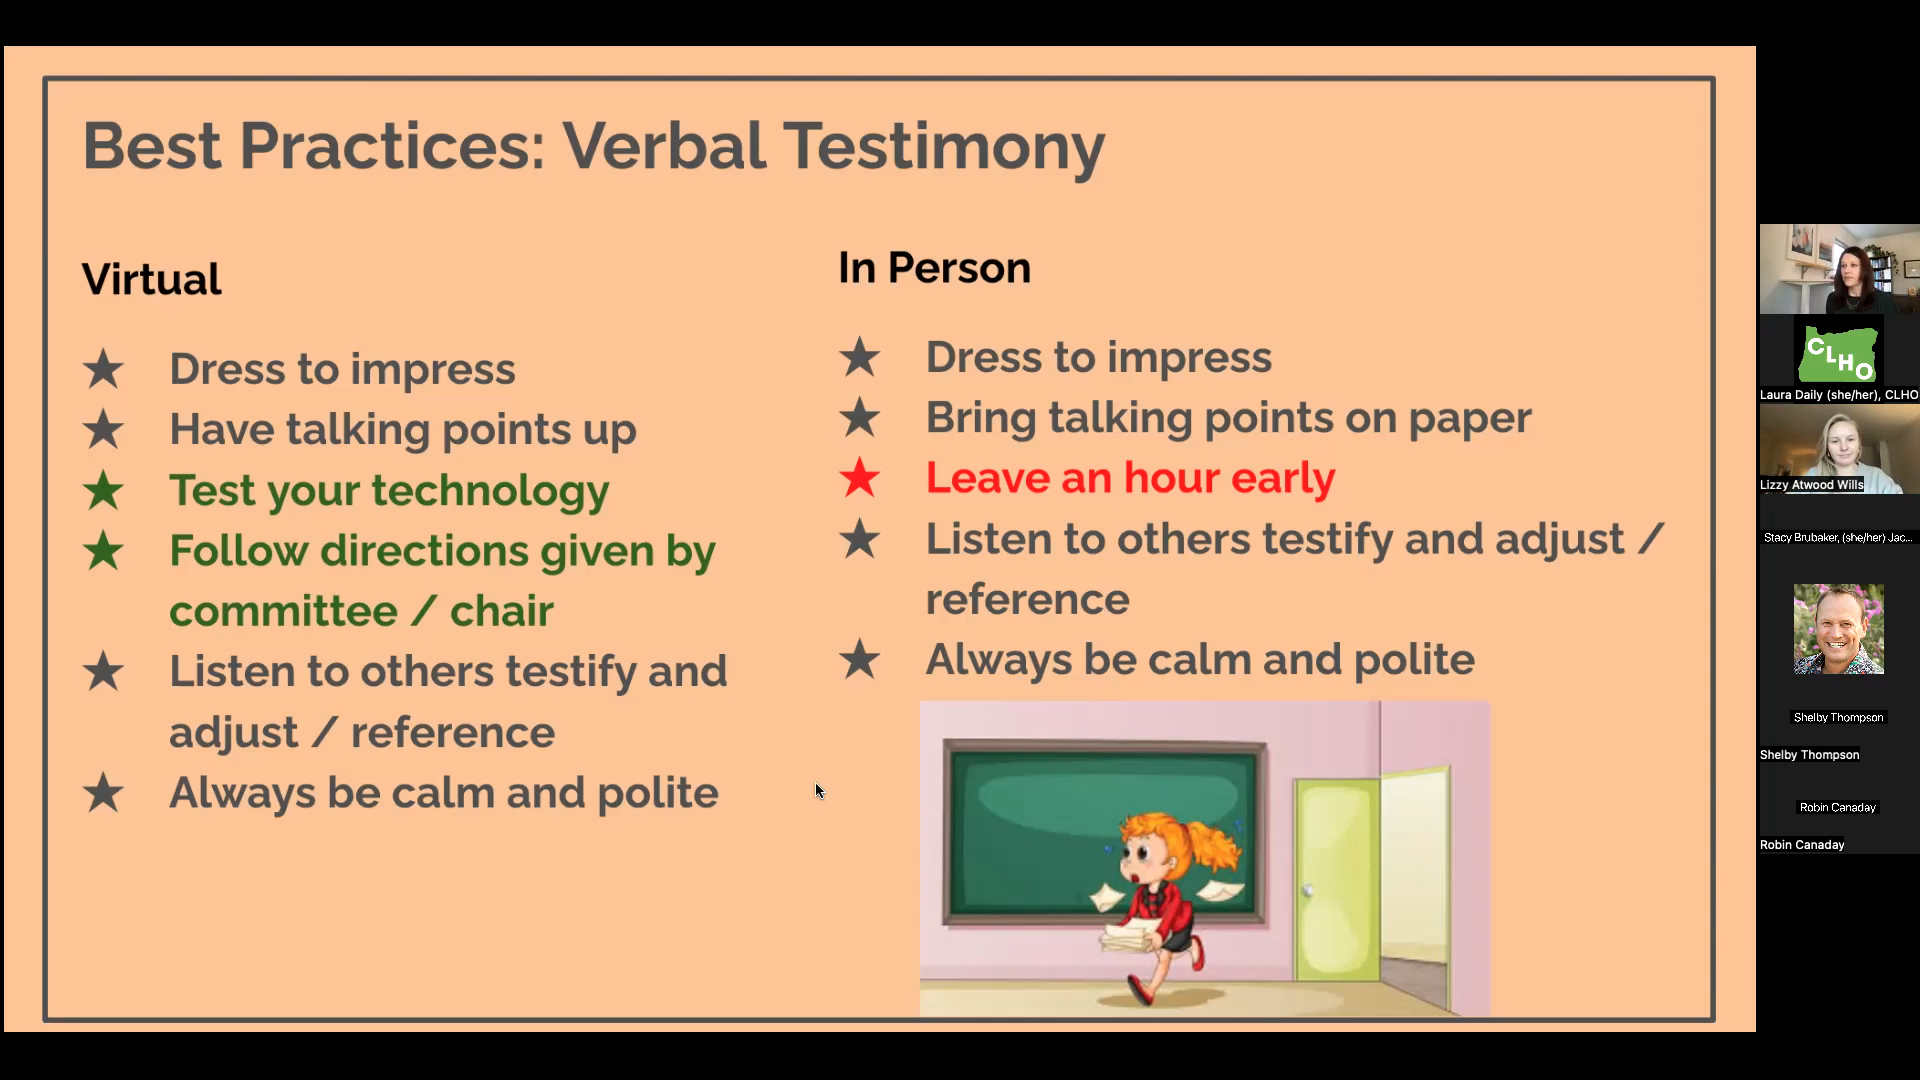 Best Practices: Verbal Testimony
Virtual
★ Dress to impress
★ Have talking points up
★ Test your technology
★ Follow directions given by
committee / chair
★ Listen to others testify and
adjust / reference
★ Always be calm and polite
In Person
★ Dress to impress
★ Bring talking points on paper
★ Leave an hour early
★ Listen to others testify and adjust /
reference
★ Always be calm and polite
CLHO
Laura Daily (she/her), CLHO
Lizzy Atwood Wills
Stacy Brubaker, (she/her) Jac...
Shelby Thompson
Shelby Thompson
Robin Canaday
Robin Canaday